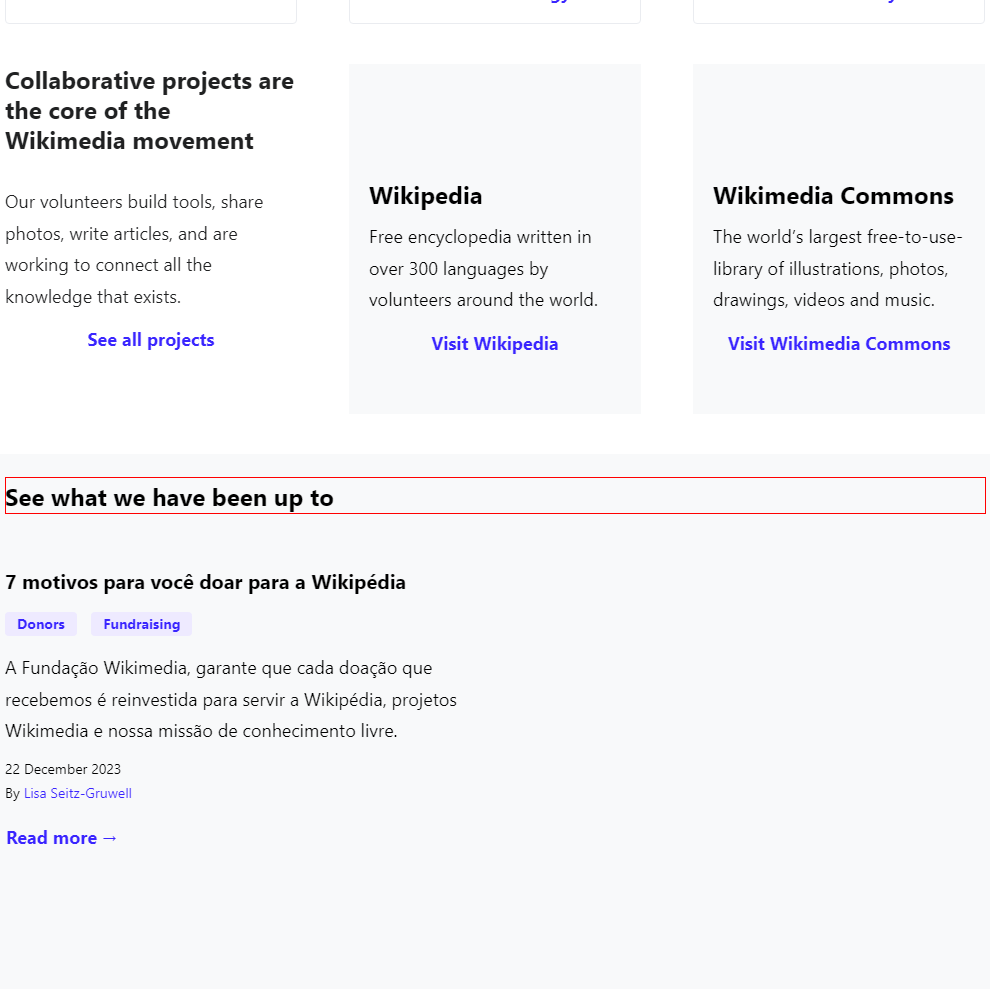 Collaborative projects are
the core of the
Wikimedia movement
Our volunteers build tools, share
photos, write articles, and are
working to connect all the
knowledge that exists.
See all projects
Wikipedia
Free encyclopedia written in
over 300 languages by
volunteers around the world.
Visit Wikipedia
Wikimedia Commons
The world’s largest free-to-use-
library of illustrations, photos,
drawings, videos and music.
Visit Wikimedia Commons
See what we have been up to
7 motivos para você doar para a Wikipédia
Donors Fundraising
A Fundação Wikimedia, garante que cada doação que
recebemos é reinvestida para servir a Wikipédia, projetos
Wikimedia e nossa missão de conhecimento livre.
22 December 2023
By Lisa Seitz-Gruwell
Read more →